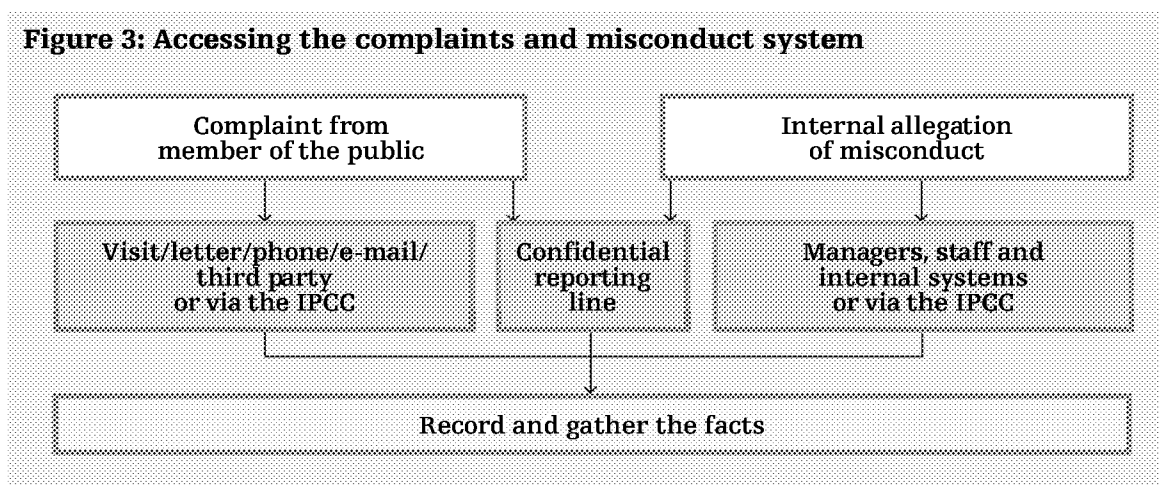 Figure 3: Accessing the complaints and misconduct system
Complaint from
member of the public
Internal allegation
of misconduct
Visit/letter/phone/e-mail/
third party
or via the IPCC
Confidential
reporting
line
Managers, staff and
internal systems
or via the IPCC
Record and gather the facts